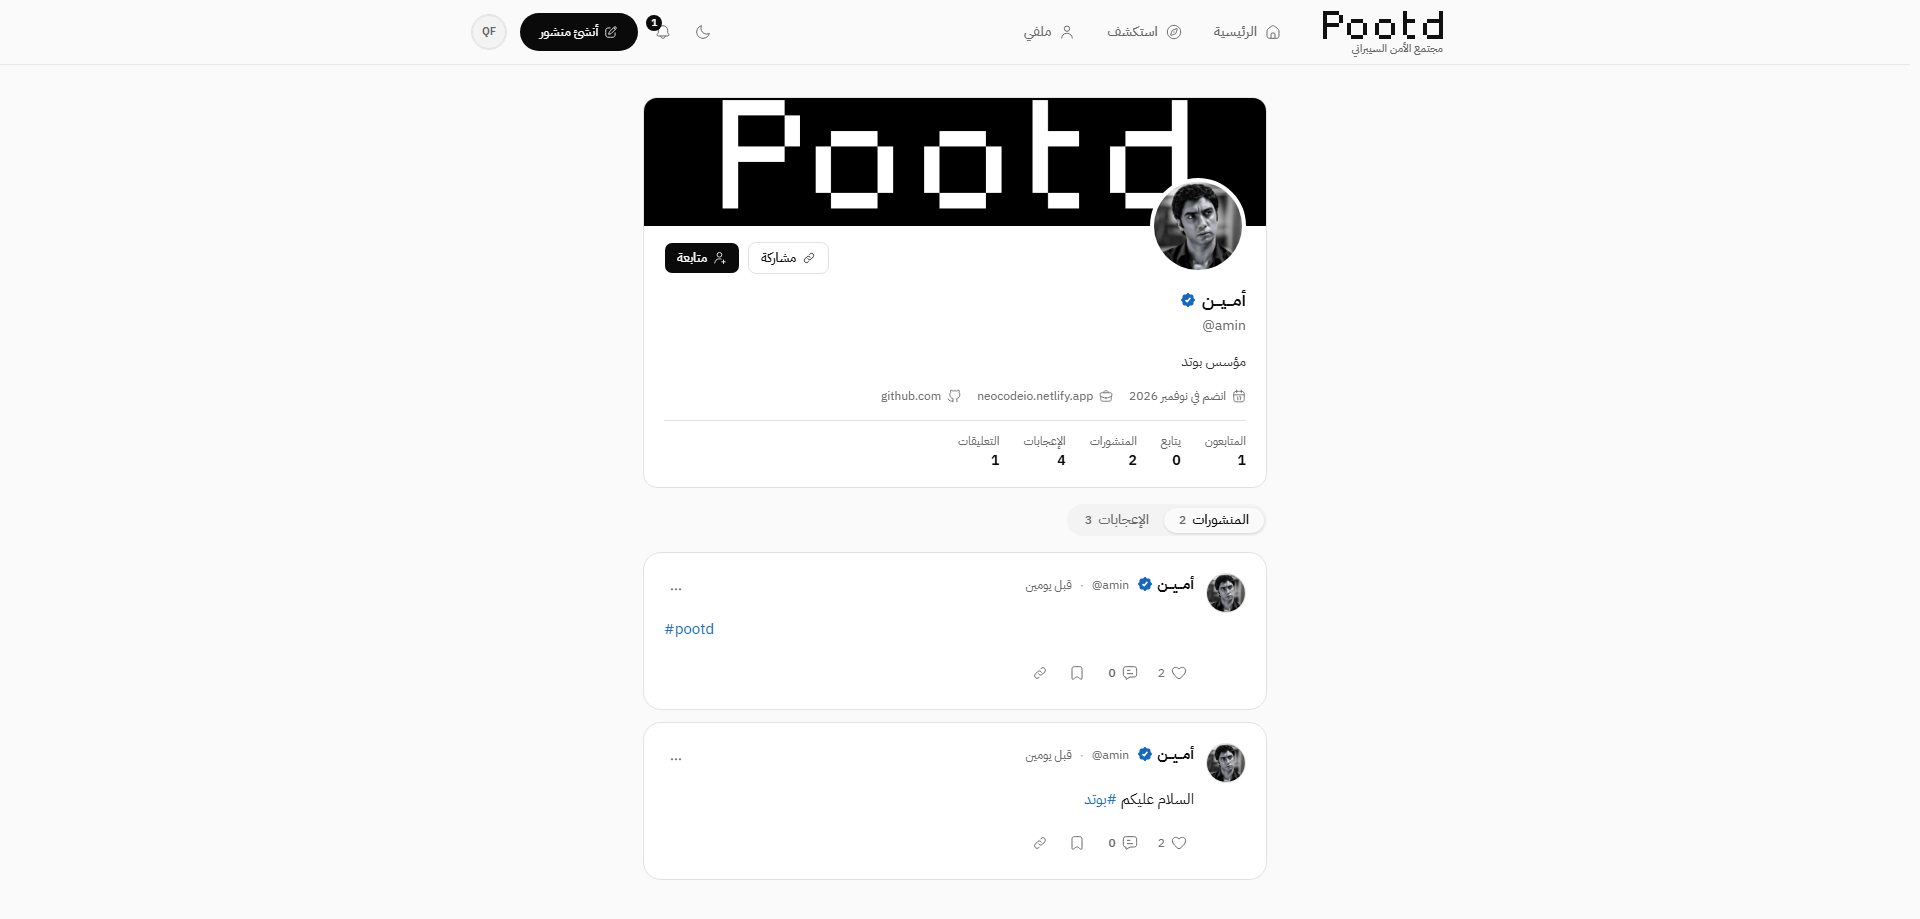 Pootd
مجتمع الأمن السيبراني
الرئيسية
استكشف
ملفي
1
أنشئ منشور
QF
Pootd
مشاركة
متابعة
أمـيـن
@amin
مؤسس بوتد
انضم في نوفمبر 2026
neocodeio.netlify.app
github.com
المتابعون
يتابع
المنشورات
الإعجابات
التعليقات
1
0
2
4
1
المنشورات 2
الإعجابات 3
أمـيـن @amin · قبل يومين
...
#pootd
2
0
أمـيـن @amin · قبل يومين
...
السلام عليكم #بوتد
2
0